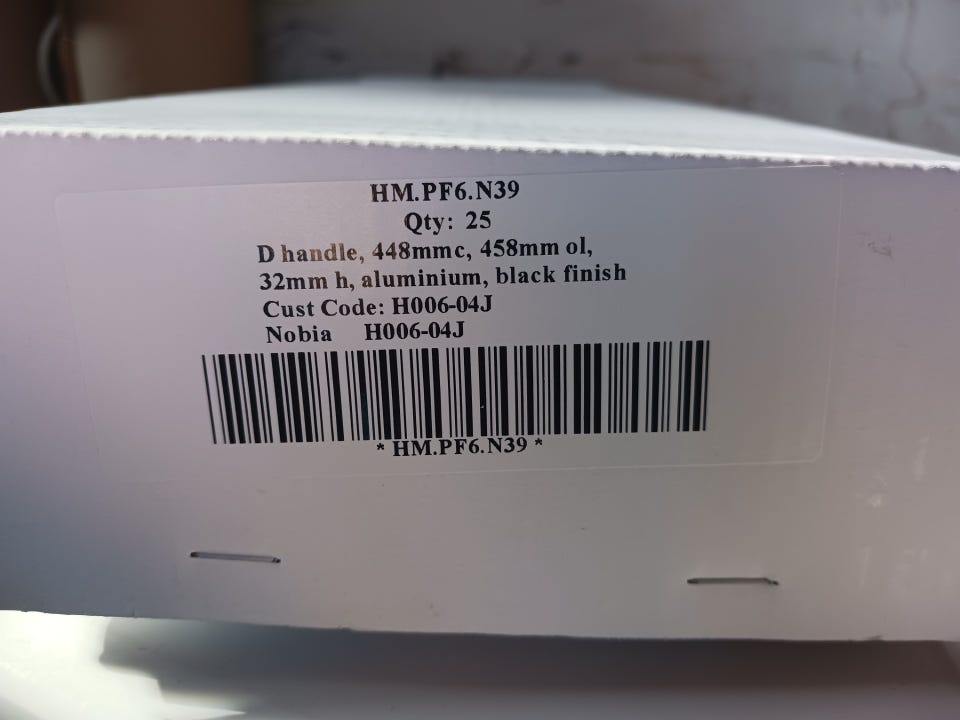 HM.PF6.N39
Qty: 25
D handle, 448mmc, 458mm ol,
32mm h, aluminium, black finish
Cust Code: H006-04J
Nobia H006-04J
* HM.PF6.N39 *